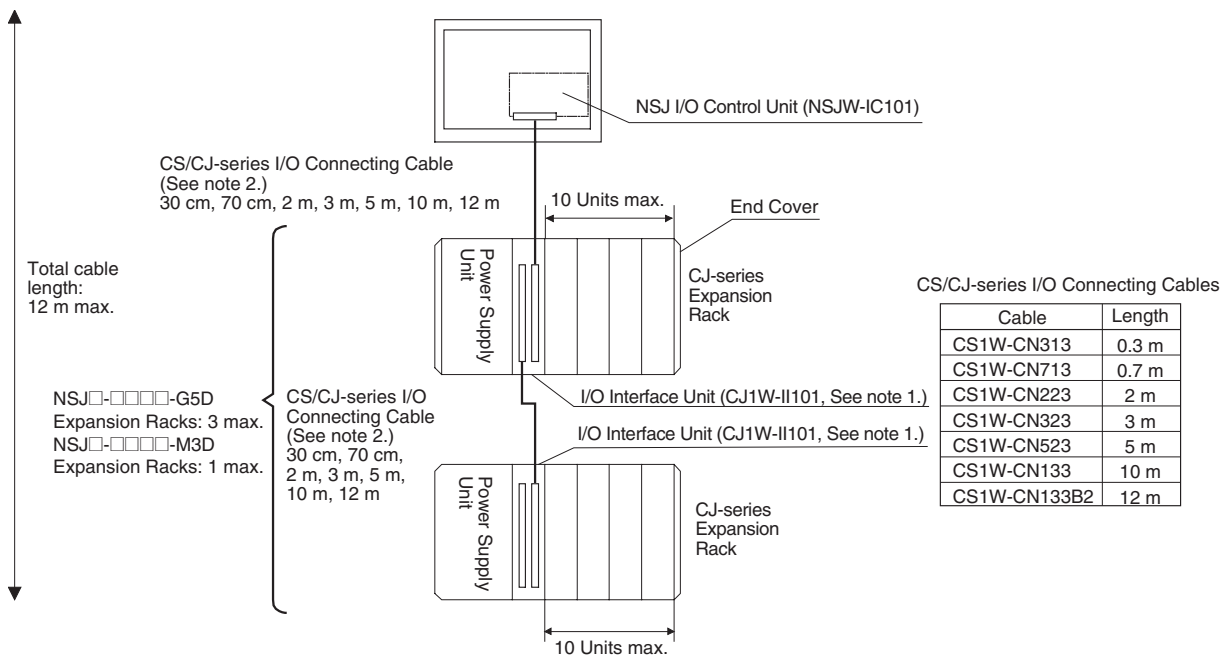 NSJ I/O Control Unit (NSJW-IC101)
CS/CJ-series I/O Connecting Cable
(See note 2.)
30 cm, 70 cm, 2 m, 3 m, 5 m, 10 m, 12 m
10 Units max.
End Cover
Total cable
length:
12 m max.
Power Supply
Unit
CJ-series
Expansion
Rack
NSJ□-□□□□-G5D
Expansion Racks: 3 max.
NSJ□-□□□□-M3D
Expansion Racks: 1 max.
CS/CJ-series I/O
Connecting Cable
(See note 2.)
30 cm, 70 cm,
2 m, 3 m, 5 m,
10 m, 12 m
I/O Interface Unit (CJ1W-II101, See note 1.)
I/O Interface Unit (CJ1W-II101, See note 1.)
Power Supply
Unit
CJ-series
Expansion
Rack
10 Units max.
CS/CJ-series I/O Connecting Cables
Cable Length
CS1W-CN313 0.3 m
CS1W-CN713 0.7 m
CS1W-CN223 2 m
CS1W-CN323 3 m
CS1W-CN523 5 m
CS1W-CN133 10 m
CS1W-CN133B2 12 m